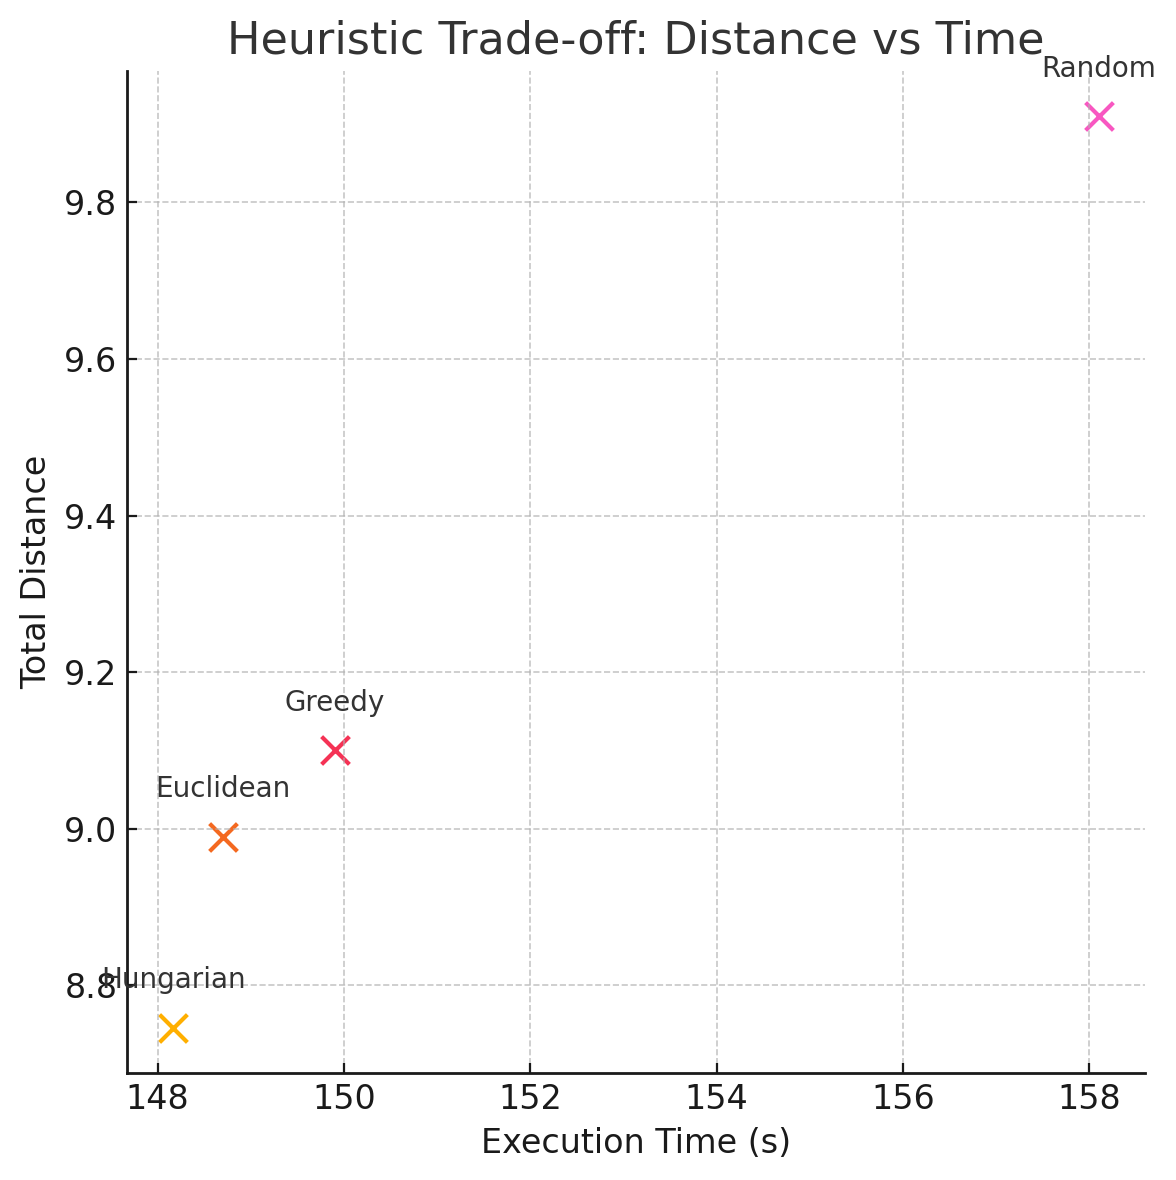 Heuristic Trade-off: Distance vs Time
Random
9.8
9.6
9.4
Total Distance
9.2
Greedy
Euclidean
9.0
8.8
Hungarian
148 150 152 154 156 158
Execution Time (s)